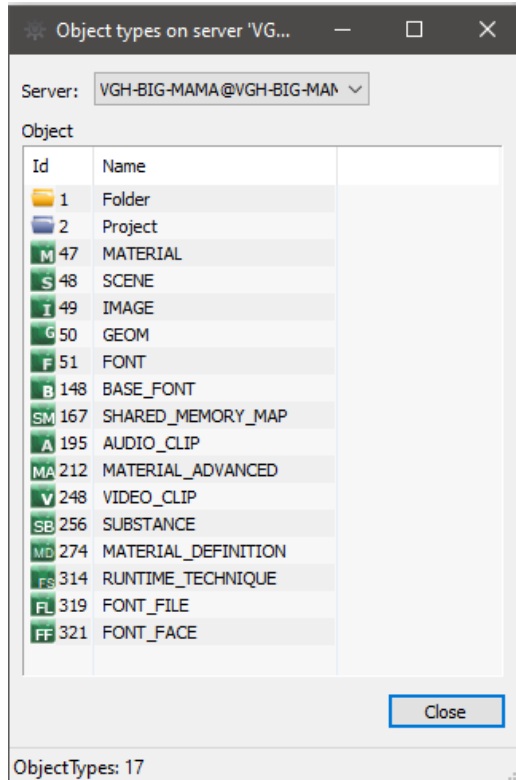 Object types on server 'VG...
Server: VGH-BIG-MAMA@VGH-BIG-MAM
Object
Id Name
1 Folder
2 Project
M 47 MATERIAL
S 48 SCENE
I 49 IMAGE
G 50 GEOM
F 51 FONT
B 148 BASE_FONT
SM 167 SHARED_MEMORY_MAP
A 195 AUDIO_CLIP
MA 212 MATERIAL_ADVANCED
V 248 VIDEO_CLIP
SB 256 SUBSTANCE
MD 274 MATERIAL_DEFINITION
FS 314 RUNTIME_TECHNIQUE
FL 319 FONT_FILE
FF 321 FONT_FACE
Close
ObjectTypes: 17